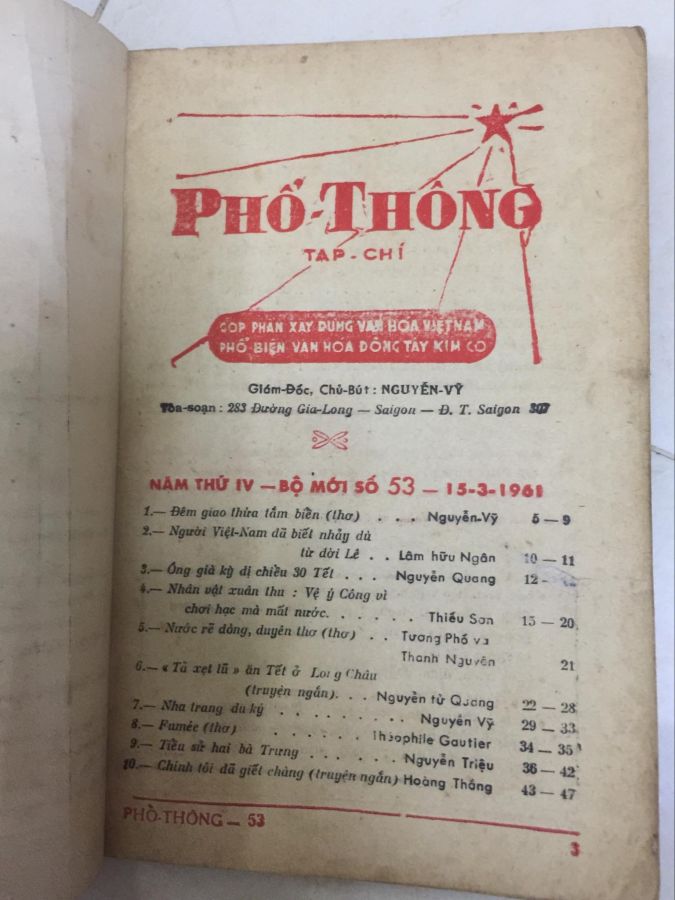 PHỔ-THÔNG
TẠP-CHÍ
GÓP PHẦN XÂY DỰNG VĂN HÓA VIỆTNAM
PHỔ BIẾN VĂN HÓA ĐÔNG TÂY KIM CỔ
Giám-Đốc, Chủ-Bút : NGUYỄN-VỸ
Tòa-soạn : 283 Đường Gia-Long — Saigon — Đ. T. Saigon 307
NĂM THỨ IV — BỘ MỚI SỐ 53 — 15-3-1961
1.— Đêm giao thừa tắm biển (thơ) . . . Nguyễn-Vỹ 5 — 9
2.— Người Việt-Nam đã biết nhảy dù
từ đời Lê . . Lâm hữu Ngân 10 — 11
3.— Ông già kỳ dị chiều 30 Tết . . . Nguyễn Quang 12 -
4.— Nhân vật xuân thu : Vệ ý Công vì
chơi hạc mà mất nước. . . . . . Thiếu Sơn 15 — 20
5.— Nước rẽ dòng, duyên thơ (thơ) . . Tương Phố và
Thanh Nguyên 21
6.— « Tả xẹt lũ » ăn Tết ở Long Châu
(truyện ngắn). . . Nguyễn từ Quang 22 — 28
7.— Nha trang du ký . . . . . . . . Nguyễn Vỹ 29 — 33
8.— Fumée (thơ) . . . . . . Théophile Gautier 34 — 35
9.— Tiểu sử hai bà Trưng . . . . . Nguyễn Triệu 36 — 42
10.— Chính tôi đã giết chàng (truyện ngắn) Hoàng Thắng 43 — 47
PHỔ-THÔNG — 53
3